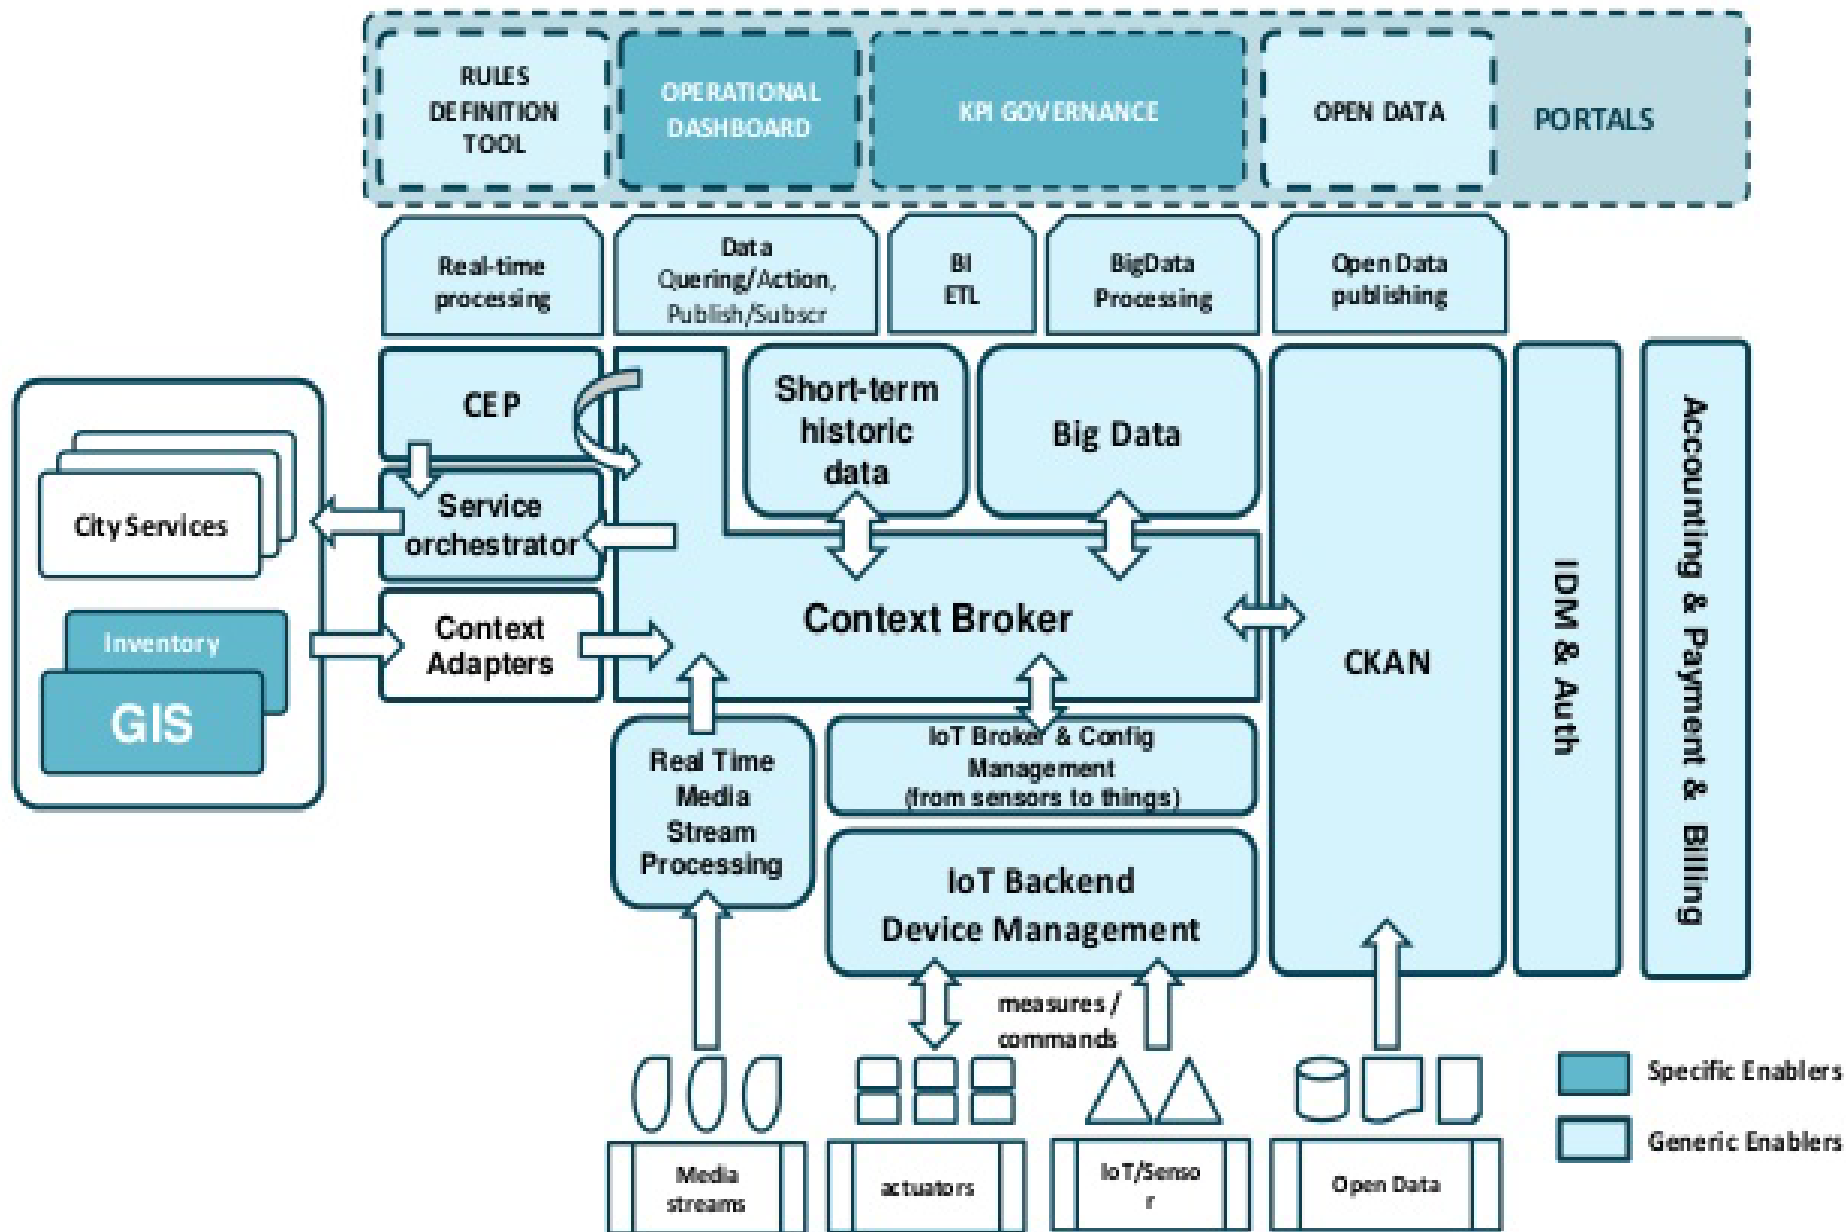 RULES
DEFINITION
TOOL
OPERATIONAL
DASHBOARD
KPI GOVERNANCE
OPEN DATA
PORTALS
Real-time
processing
Data
Quering/Action,
Publish/Subscr
BI
ETL
BigData
Processing
Open Data
publishing
CEP
Short-term
historic
data
Big Data
City Services
Service
orchestrator
Context Broker
Inventory
GIS
Context
Adapters
CKAN
IDM & Auth
Accounting & Payment & Billing
Real Time
Media
Stream
Processing
IoT Broker & Config
Management
(from sensors to things)
IoT Backend
Device Management
measures /
commands
Specific Enablers
Generic Enablers
Media
streams
actuators
IoT/Senso
r
Open Data